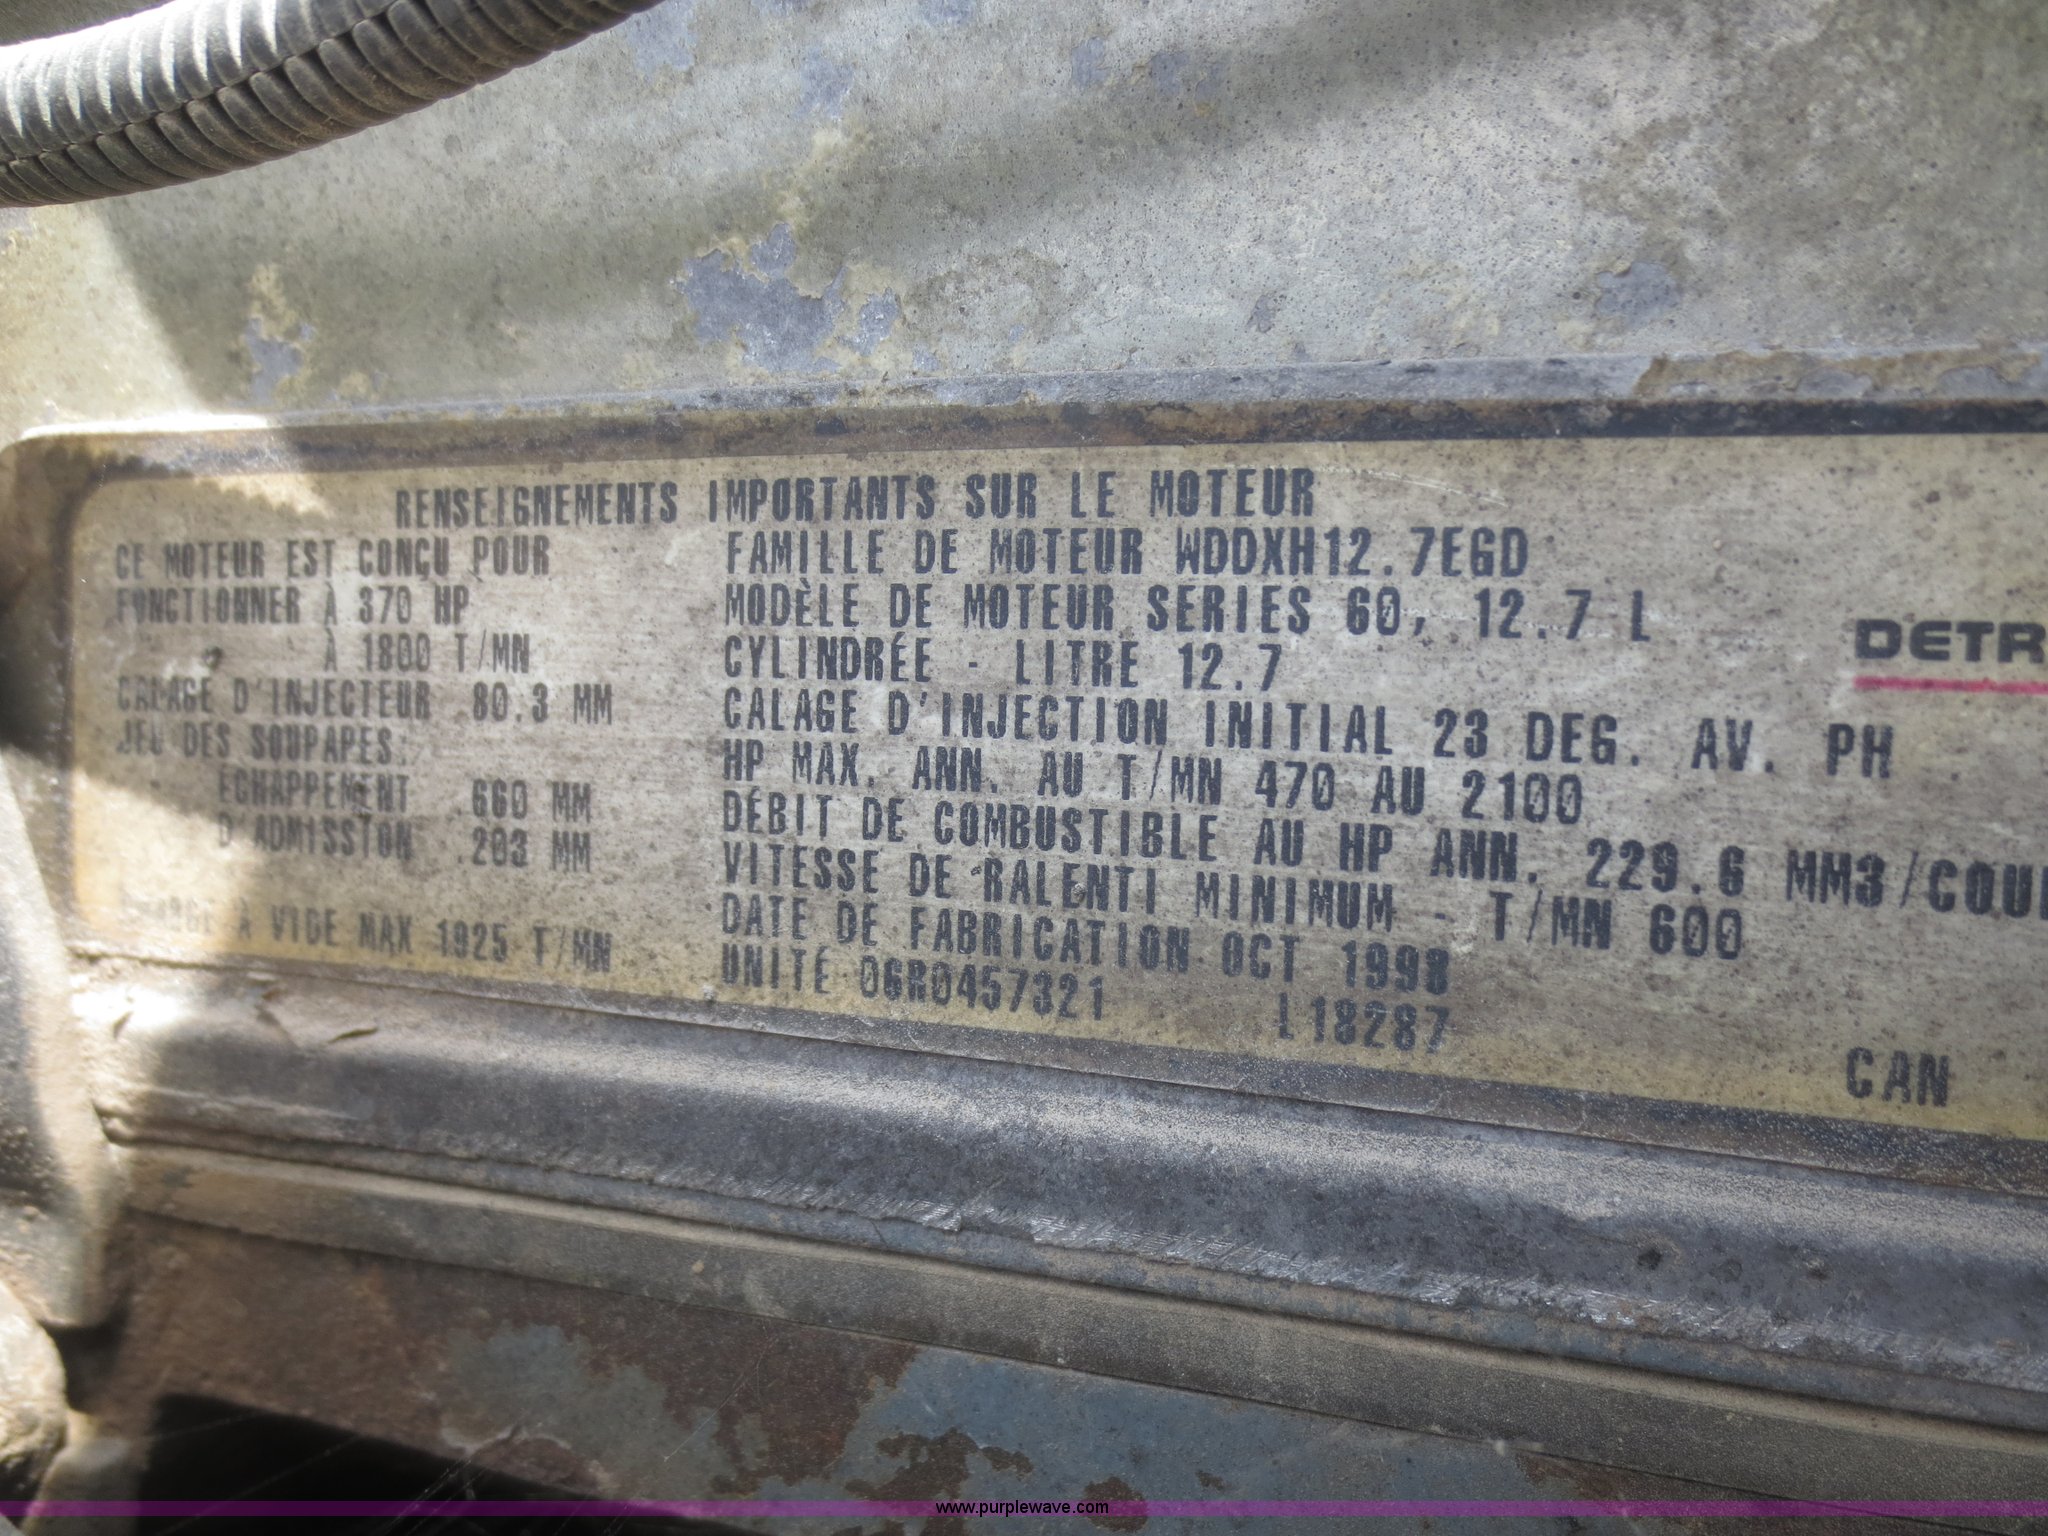 RENSEIGNEMENTS IMPORTANTS SUR LE MOTEUR
CE MOTEUR EST CONÇU POUR
FONCTIONNER À 370 HP
À 1800 T/MN
CALAGE D'INJECTEUR 80.3 MM
JEU DES SOUPAPES:
ÉCHAPPEMENT .660 MM
D'ADMISSION .203 MM
À VIDE MAX 1925 T/MN
FAMILLE DE MOTEUR WDDXH12.7EGD
MODÈLE DE MOTEUR SERIES 60, 12.7 L
CYLINDRÉE - LITRE 12.7
CALAGE D'INJECTION INITIAL 23 DEG. AV. PH
HP MAX. ANN. AU T/MN 470 AU 2100
DÉBIT DE COMBUSTIBLE AU HP ANN. 229.6 MM3/COU
VITESSE DE RALENTI MINIMUM - T/MN 600
DATE DE FABRICATION OCT 1998
UNITÉ 06R0457321 L18287
DETR
CAN
www.purplewave.com